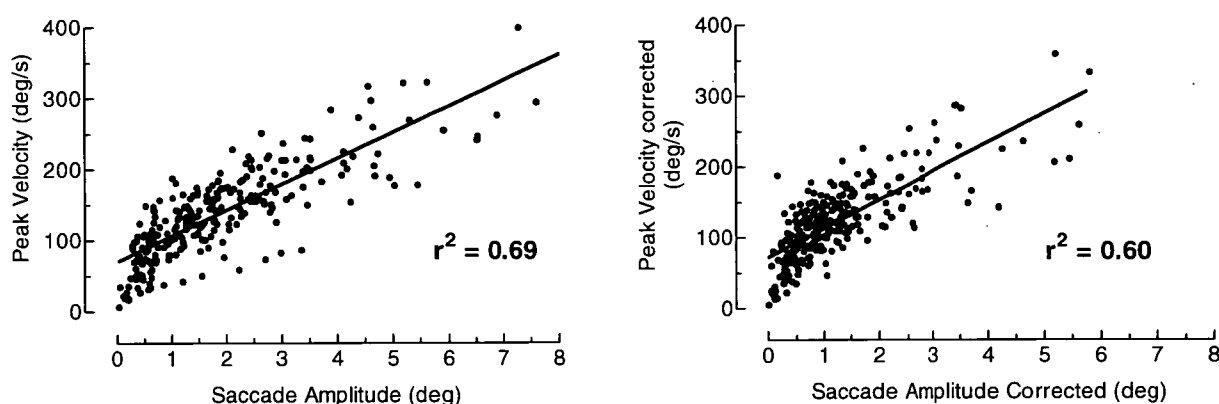 Peak Velocity (deg/s)
400
300
200
100
0
r² = 0.69
0 1 2 3 4 5 6 7 8
Saccade Amplitude (deg)
Peak Velocity corrected
(deg/s)
400
300
200
100
0
r² = 0.60
0 1 2 3 4 5 6 7 8
Saccade Amplitude Corrected (deg)